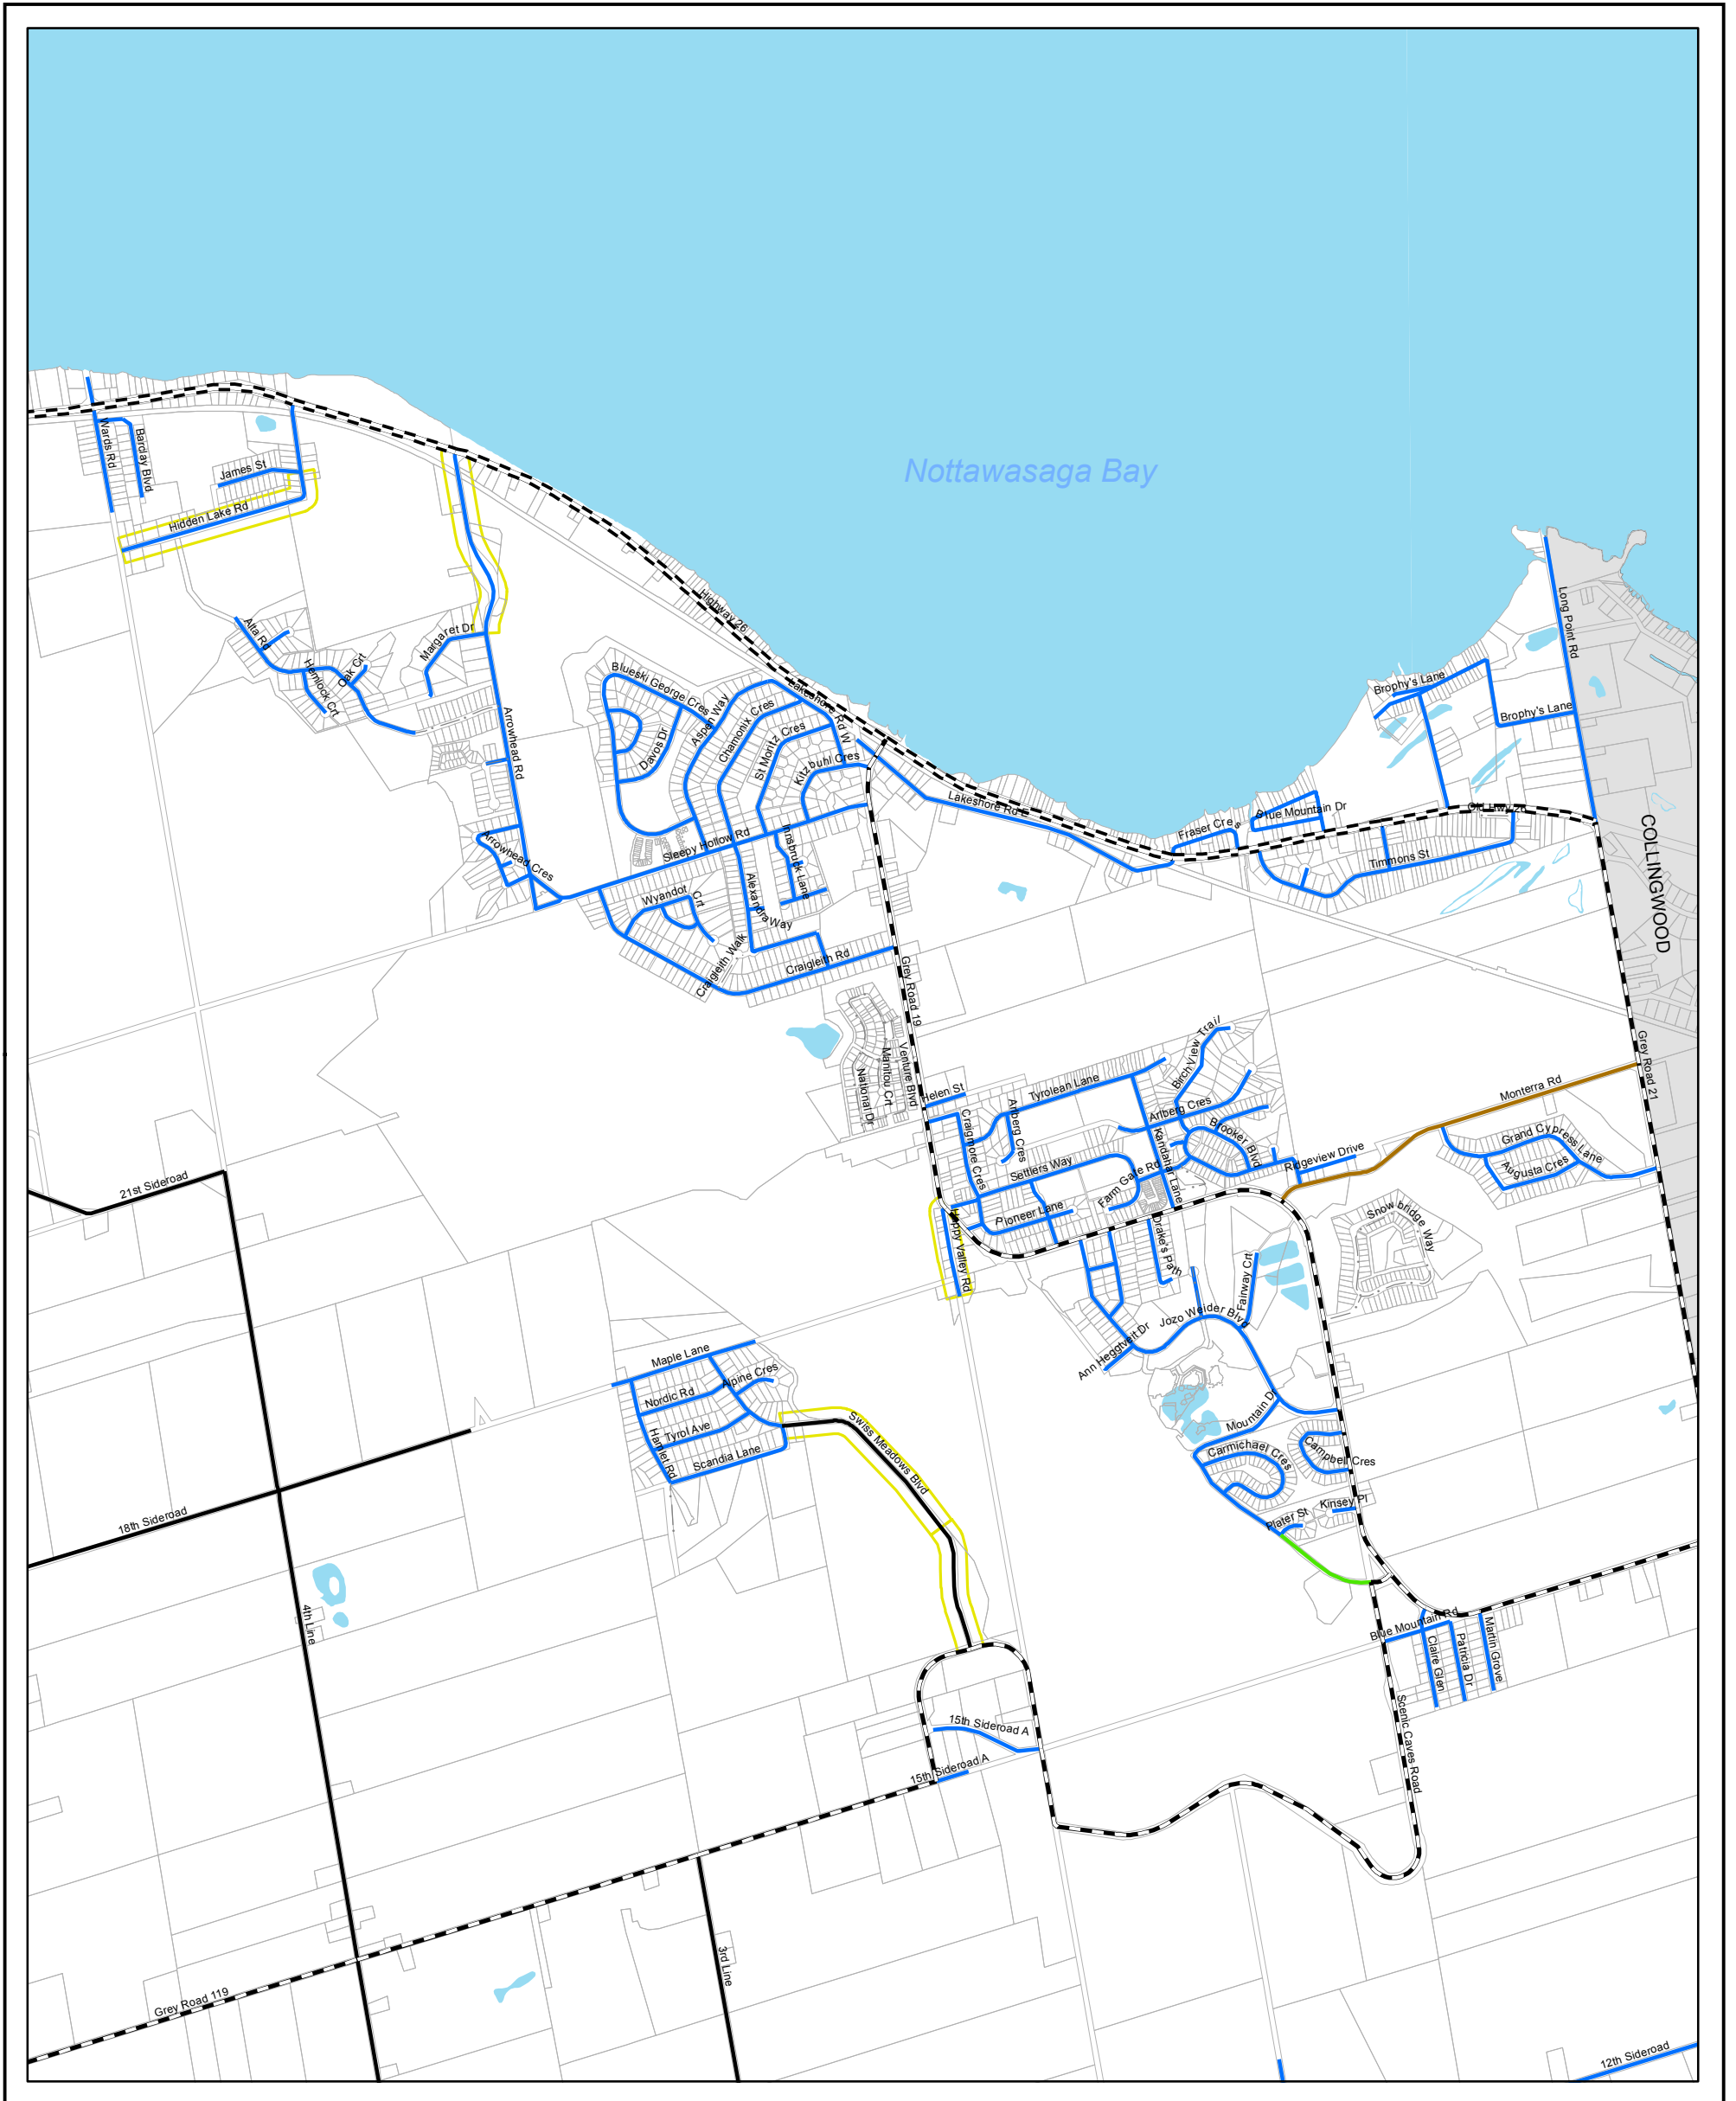 Nottawasaga Bay
Wards Rd
Barclay Blvd
James St
Hidden Lake Rd
Highway 26
Long Point Rd
Alta Rd
Hemlock Crt
Oak Crt
Margaret Dr
Arrowhead Rd
Blueski George Cres
Aspen Way
Davos Dr
Chamonix Cres
St Moritz Cres
Kitzbuhl Cres
Lakeshore Rd W
Brophy's Lane
Brophy's Lane
Lakeshore Rd E
Fraser Cres
Blue Mountain Dr
Old Hwy 26
Timmons St
COLLINGWOOD
Arrowhead Cres
Sleepy Hollow Rd
Innsbruck Lane
Wyandot Crt
Alexandra Way
Craigleith Walk
Craigleith Rd
Grey Road 19
Venture Blvd
Manitou Crt
National Dr
Helen St
Tyrolean Lane
Birch View Trail
Arlberg Cres
Arlberg Cres
Craigmore Cres
Kandahar Lane
Brooker Blvd
Settlers Way
Farm Gate Rd
Pioneer Lane
Ridgeview Drive
Monterra Rd
Grey Road 21
Grand Cypress Lane
Augusta Cres
Snowbridge Way
21st Sideroad
Happy Valley Rd
Drake's Path
Fairway Crt
Jozo Weider Blvd
Ann Heggtveit Dr
Maple Lane
Nordic Rd
Alpine Cres
Tyrol Ave
Hamlet Rd
Scandia Lane
Swiss Meadows Blvd
Mountain Dr
Carmichael Cres
Campbell Cres
Kinsey Pl
Plater St
18th Sideroad
4th Line
Blue Mountain Rd
Claire Glen
Patricia Dr
Martin Grove
Scenic Caves Road
15th Sideroad A
15th Sideroad A
3rd Line
Grey Road 119
12th Sideroad